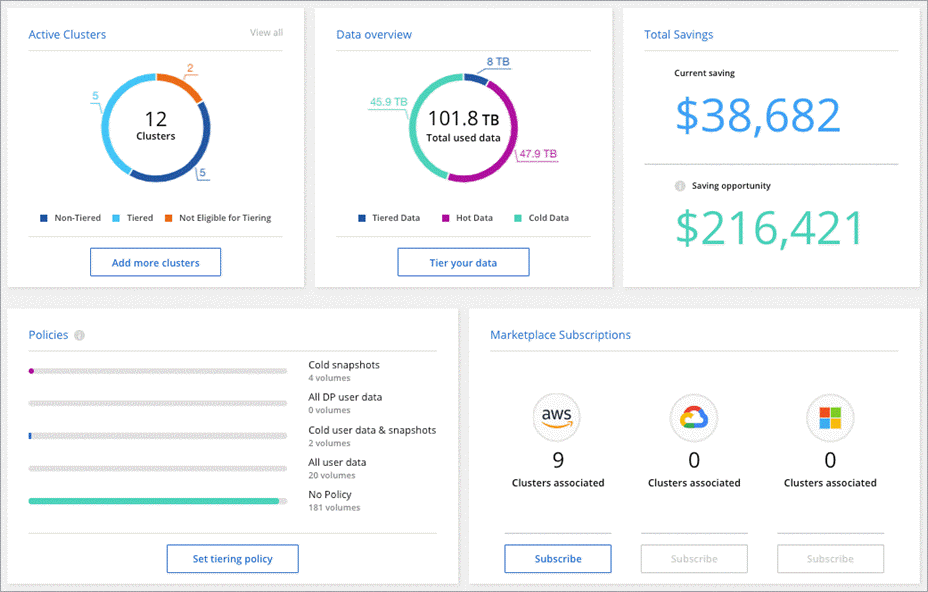 Active Clusters
View all
2
5
12
Clusters
5
Non-Tiered
Tiered
Not Eligible for Tiering
Add more clusters
Data overview
8 TB
45.9 TB
101.8 TB
Total used data
47.9 TB
Tiered Data
Hot Data
Cold Data
Tier your data
Total Savings
Current saving
$38,682
i
Saving opportunity
$216,421
Policies
i
Cold snapshots
4 volumes
All DP user data
0 volumes
Cold user data & snapshots
2 volumes
All user data
20 volumes
No Policy
181 volumes
Set tiering policy
Marketplace Subscriptions
aws
9
Clusters associated
Subscribe
0
Clusters associated
Subscribe
0
Clusters associated
Subscribe